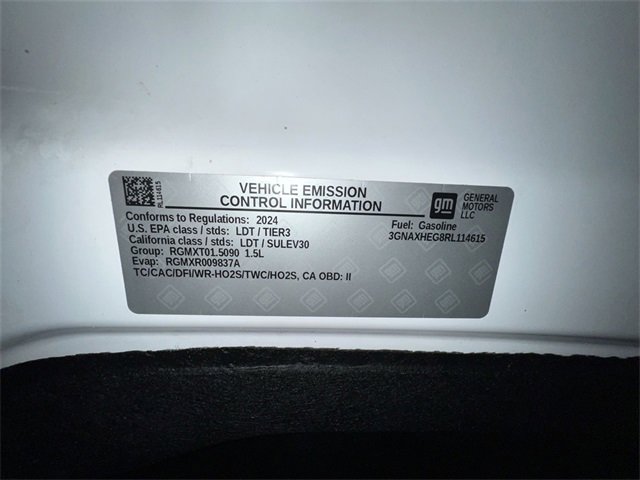 RL114615
VEHICLE EMISSION
CONTROL INFORMATION
gm
GENERAL
MOTORS
LLC
Conforms to Regulations: 2024
U.S. EPA class / stds: LDT / TIER3
California class / stds: LDT / SULEV30
Group: RGMXT01.5090 1.5L
Evap: RGMXR009837A
TC/CAC/DFI/WR-HO2S/TWC/HO2S, CA OBD: II
Fuel: Gasoline
3GNAXHEG8RL114615